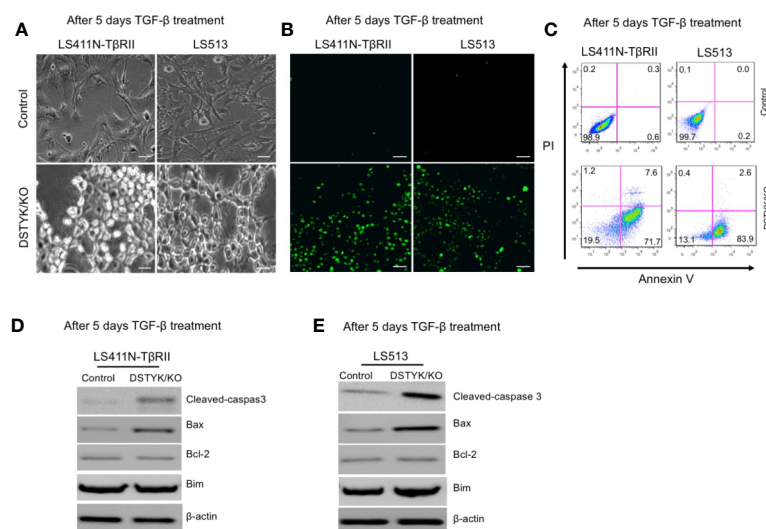 After 5 days TGF-β treatment
A
LS411N-TβRII LS513
Control
DSTYK/KO
After 5 days TGF-β treatment
B
LS411N-TβRII LS513
After 5 days TGF-β treatment
C
LS411N-TβRII LS513
0.2 0.3
98.9 0.6
0.1 0.0
99.7 0.2
Control
1.2 7.6
19.5 71.7
0.4 2.6
13.1 83.9
DSTYK/KO
PI
Annexin V
D
After 5 days TGF-β treatment
LS411N-TβRII
Control DSTYK/KO
Cleaved-caspas3
Bax
Bcl-2
Bim
β-actin
E
After 5 days TGF-β treatment
LS513
Control DSTYK/KO
Cleaved-caspase 3
Bax
Bcl-2
Bim
β-actin